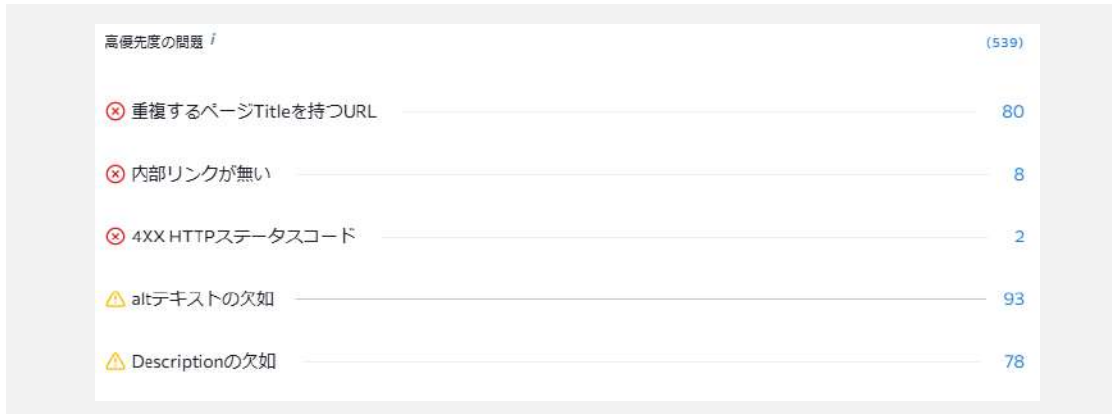 高優先度の問題 i (539)
重複するページTitleを持つURL 80
内部リンクが無い 8
4XX HTTPステータスコード 2
altテキストの欠如 93
Descriptionの欠如 78